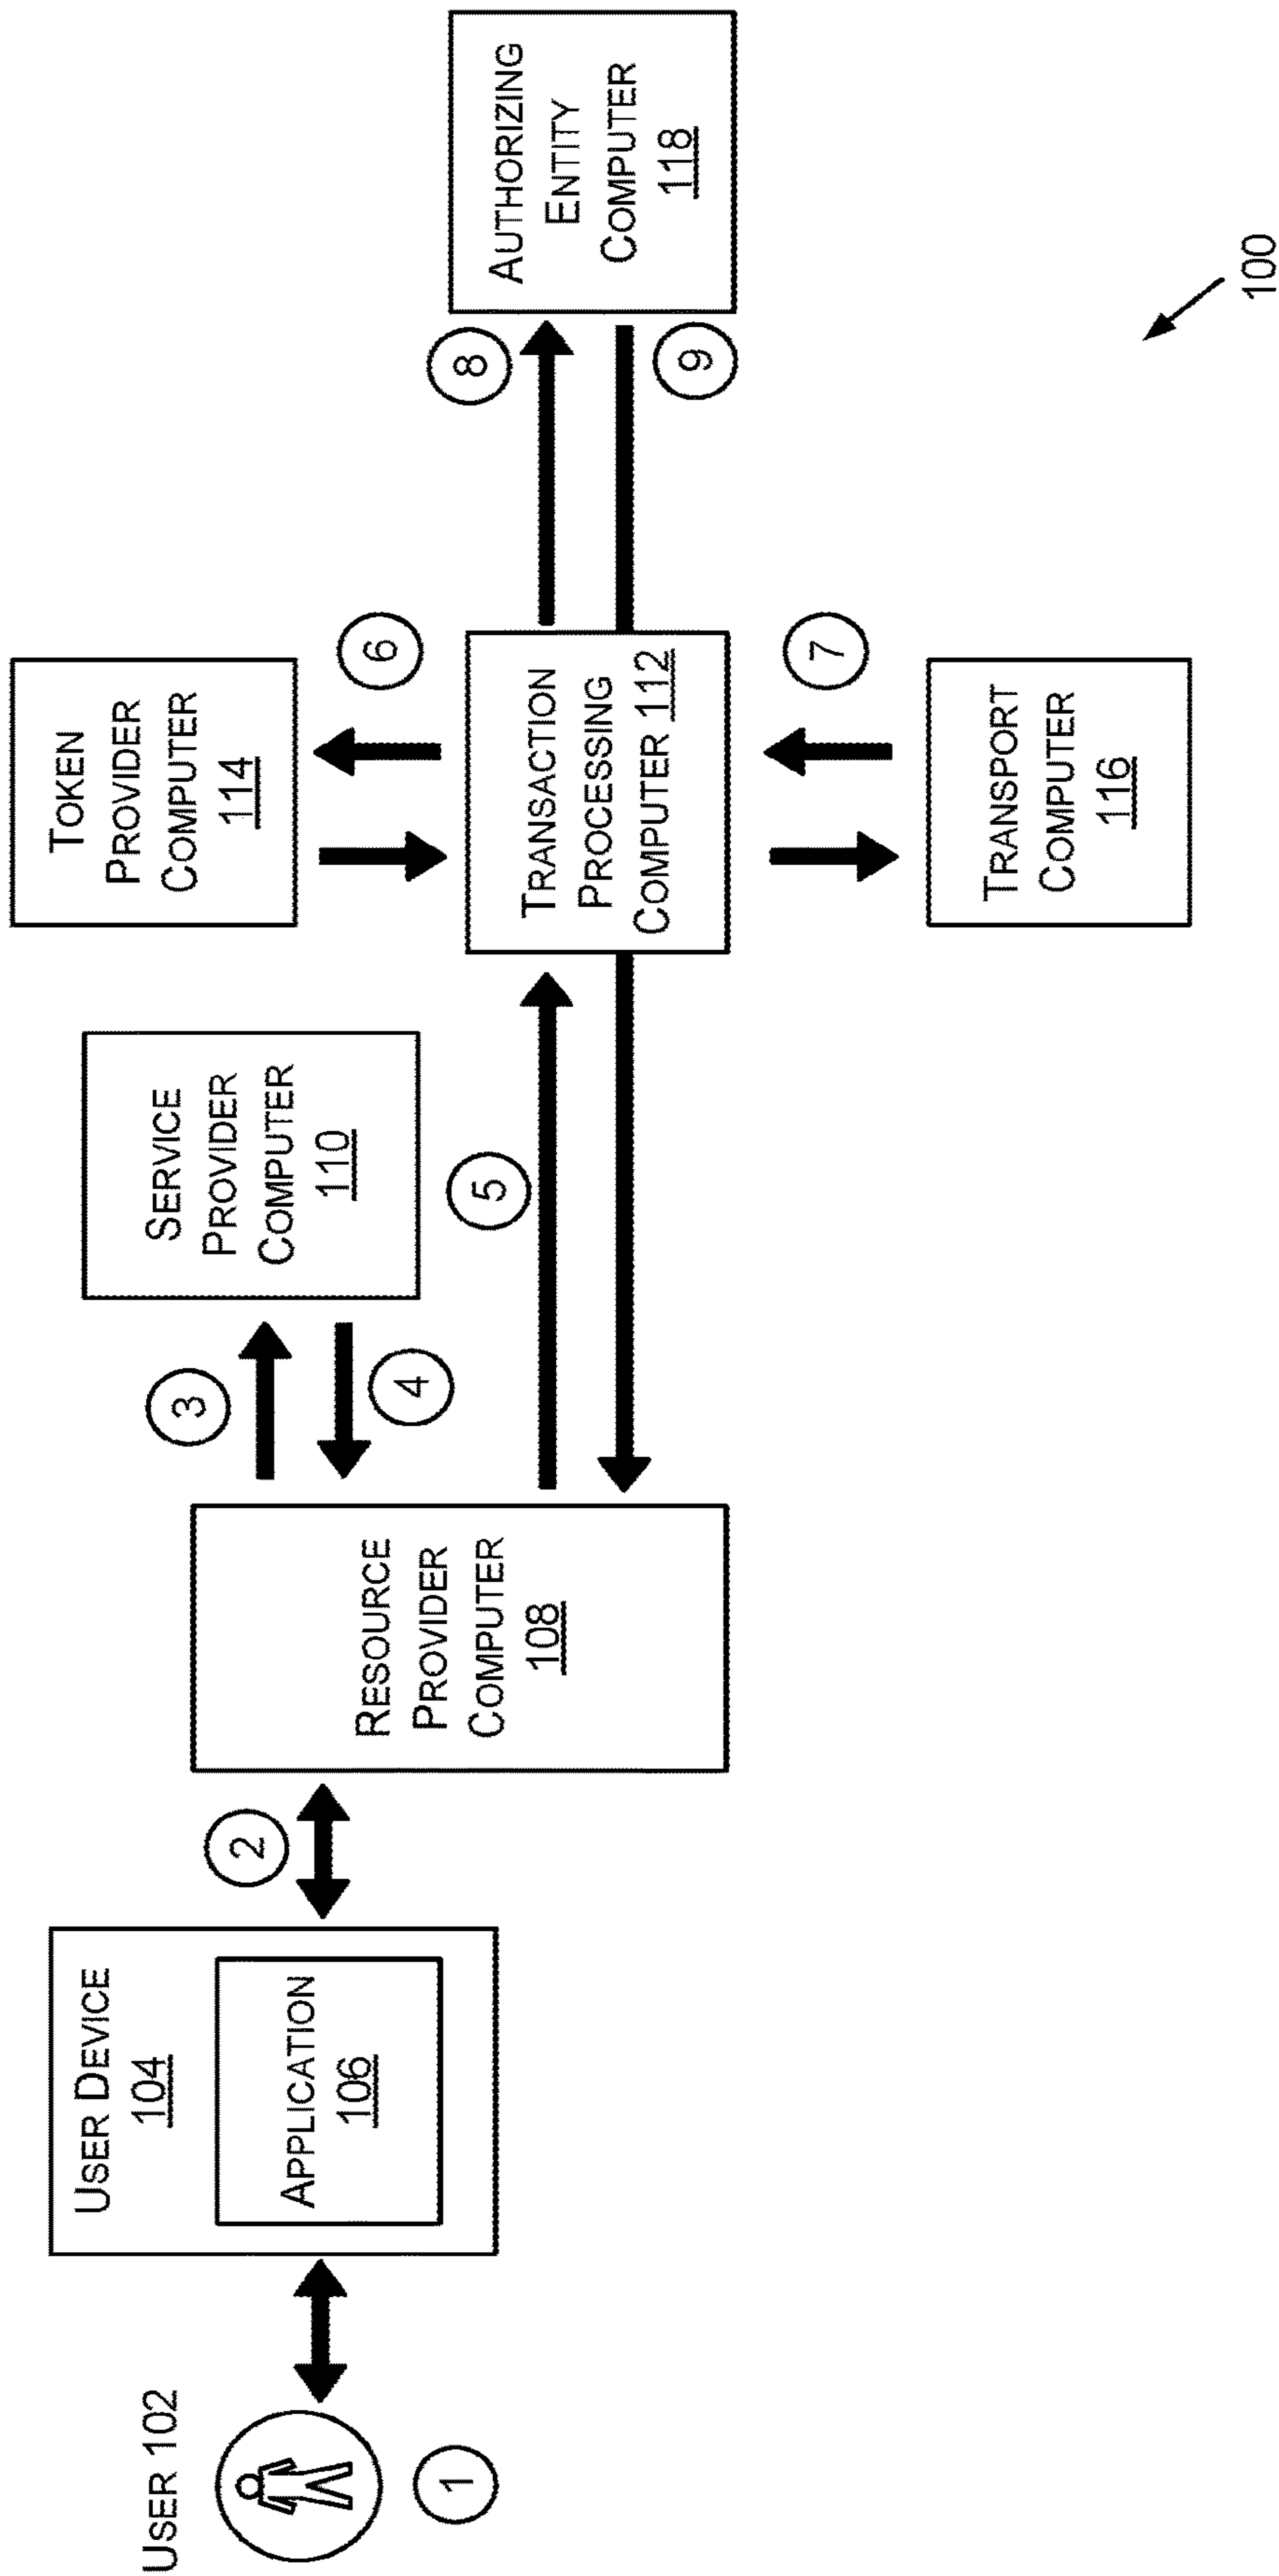 USER 102
1
USER DEVICE
104
APPLICATION
106
2
RESOURCE
PROVIDER
COMPUTER
108
3
4
SERVICE
PROVIDER
COMPUTER
110
5
TOKEN
PROVIDER
COMPUTER
114
6
TRANSACTION
PROCESSING
COMPUTER 112
7
TRANSPORT
COMPUTER
116
8
9
AUTHORIZING
ENTITY
COMPUTER
118
100